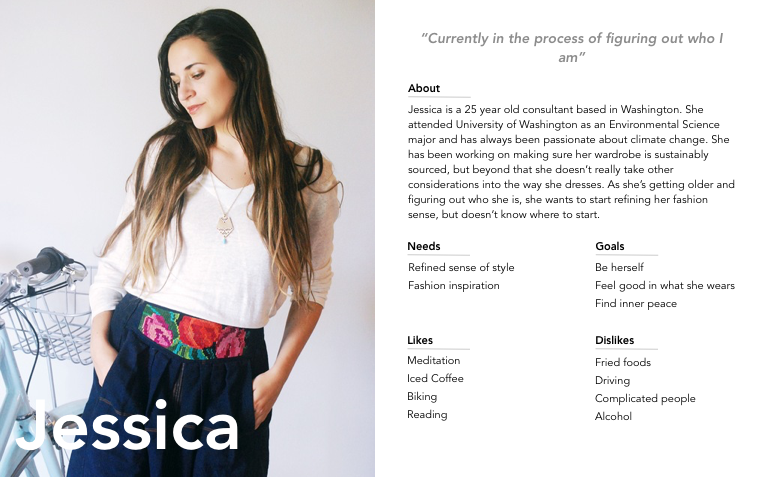 Jessica
“Currently in the process of figuring out who I
am”
About
Jessica is a 25 year old consultant based in Washington. She
attended University of Washington as an Environmental Science
major and has always been passionate about climate change. She
has been working on making sure her wardrobe is sustainably
sourced, but beyond that she doesn’t really take other
considerations into the way she dresses. As she’s getting older and
figuring out who she is, she wants to start refining her fashion
sense, but doesn’t know where to start.
Needs
Refined sense of style
Fashion inspiration
Goals
Be herself
Feel good in what she wears
Find inner peace
Likes
Meditation
Iced Coffee
Biking
Reading
Dislikes
Fried foods
Driving
Complicated people
Alcohol